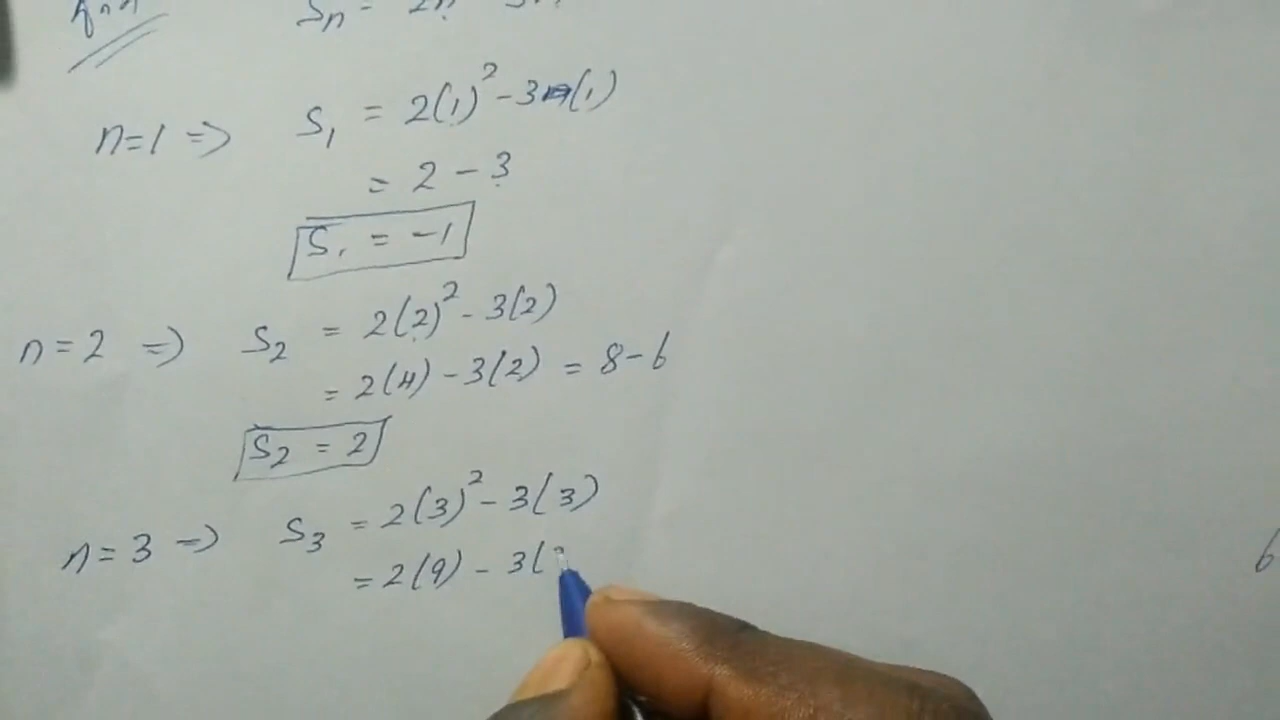 n=1 => S₁ = 2(1)² - 3(1)
= 2 - 3
S₁ = -1
n=2 => S₂ = 2(2)² - 3(2)
= 2(4) - 3(2) = 8-6
S₂ = 2
n=3 => S₃ = 2(3)² - 3(3)
= 2(9) - 3(
6